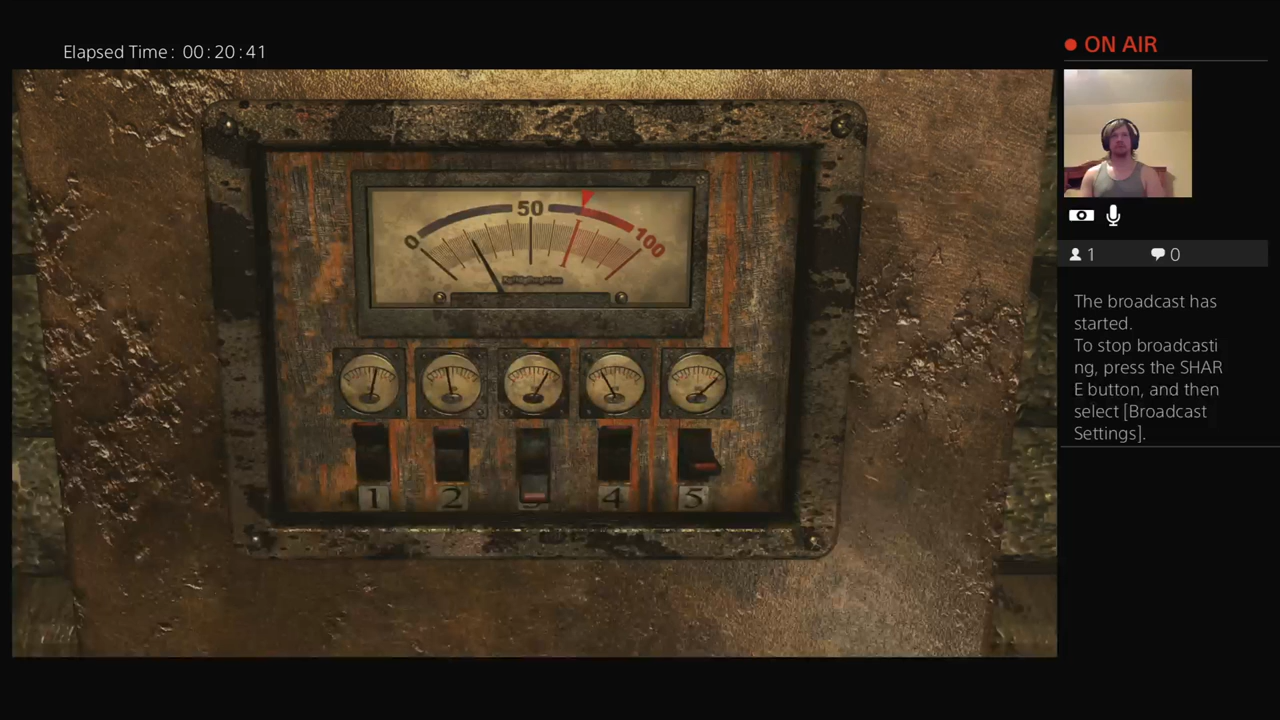 Elapsed Time: 00:20:41
ON AIR
0 50 100
1 2 3 4 5
1 0
The broadcast has
started.
To stop broadcasti
ng, press the SHAR
E button, and then
select [Broadcast
Settings].